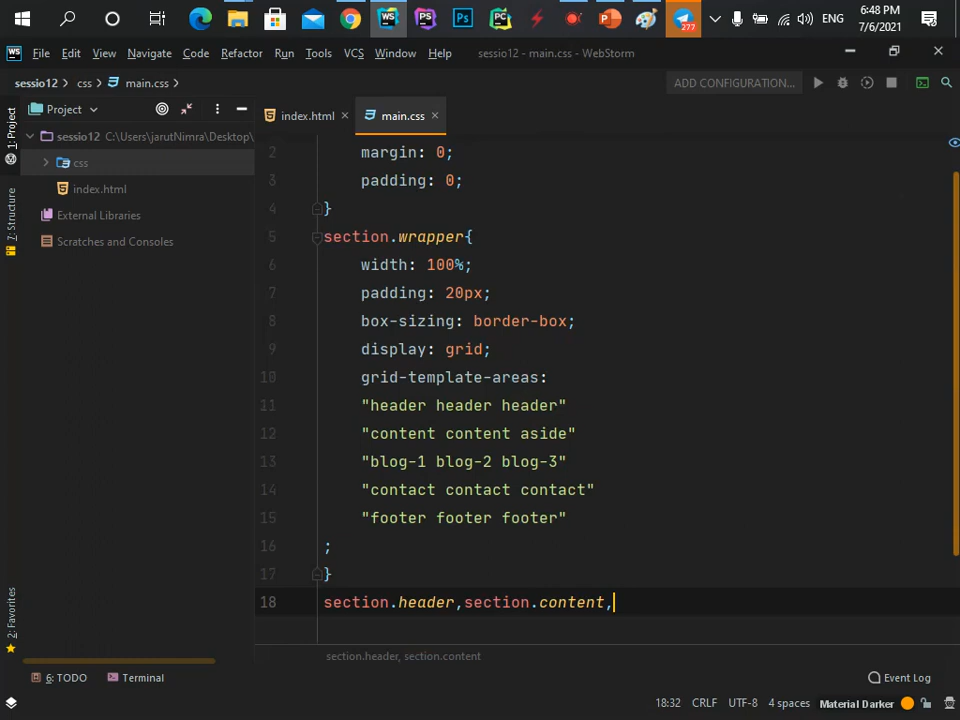 ENG
6:48 PM
7/6/2021
277
WS File Edit View Navigate Code Refactor Run Tools VCS Window Help sessio12 - main.css
sessio12 css main.css
ADD CONFIGURATION...
Project
index.html
main.css
sessio12 C:\Users\jarutNimra\Desktop\
css
index.html
External Libraries
Scratches and Consoles
1: Project
7: Structure
2: Favorites
2 margin: 0;
3 padding: 0;
4 }
5 section.wrapper{
6 width: 100%;
7 padding: 20px;
8 box-sizing: border-box;
9 display: grid;
10 grid-template-areas:
11 "header header header"
12 "content content aside"
13 "blog-1 blog-2 blog-3"
14 "contact contact contact"
15 "footer footer footer"
16 ;
17 }
18 section.header,section.content,
section.header, section.content
6: TODO
Terminal
Event Log
18:32 CRLF UTF-8 4 spaces Material Darker